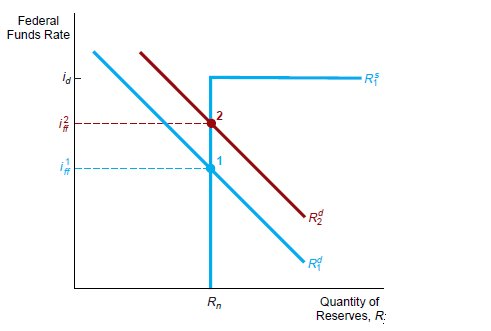 Federal
Funds Rate
i_d
i_ff^2
i_ff^1
R_1^s
2
1
R_2^d
R_1^d
R_n
Quantity of
Reserves, R